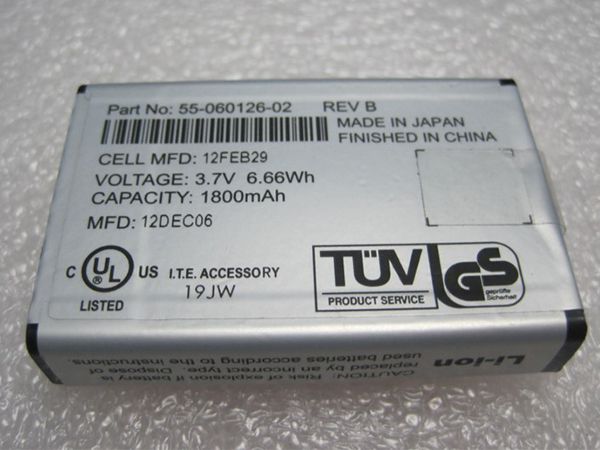 Part No: 55-060126-02 REV B
MADE IN JAPAN
FINISHED IN CHINA
CELL MFD: 12FEB29
VOLTAGE: 3.7V 6.66Wh
CAPACITY: 1800mAh
MFD: 12DEC06
C UL US I.T.E. ACCESSORY
LISTED 19JW
TÜV
PRODUCT SERVICE
GS
geprüfte
Sicherheit
Li-ion
CAUTION: Risk of explosion if battery is
replaced by an incorrect type. Dispose of
used batteries according to the instructions.